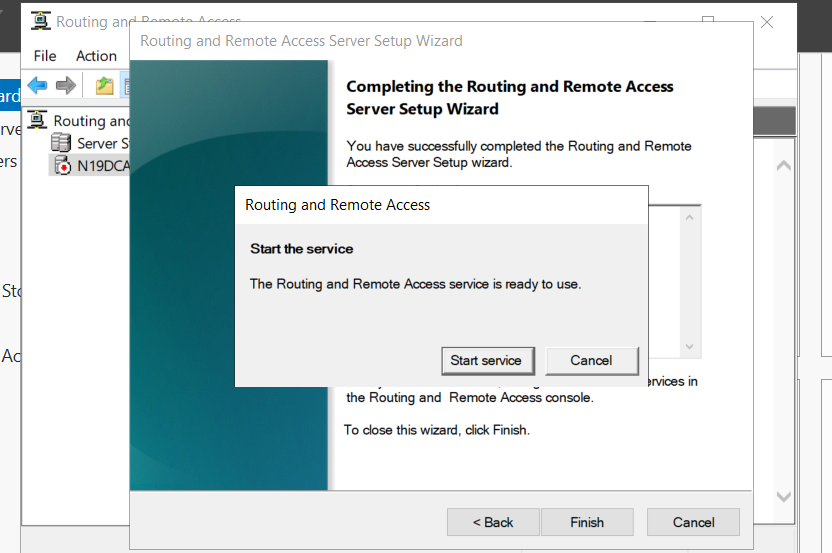 Routing and Remote Access
Routing and Remote Access Server Setup Wizard
File Action
Completing the Routing and Remote Access
Server Setup Wizard
Routing and
Server S
N19DCA
You have successfully completed the Routing and Remote
Access Server Setup wizard.
Routing and Remote Access
Start the service
The Routing and Remote Access service is ready to use.
Start service Cancel
ervices in
the Routing and Remote Access console.
To close this wizard, click Finish.
< Back Finish Cancel
ard
rve
ers
Sto
Ac